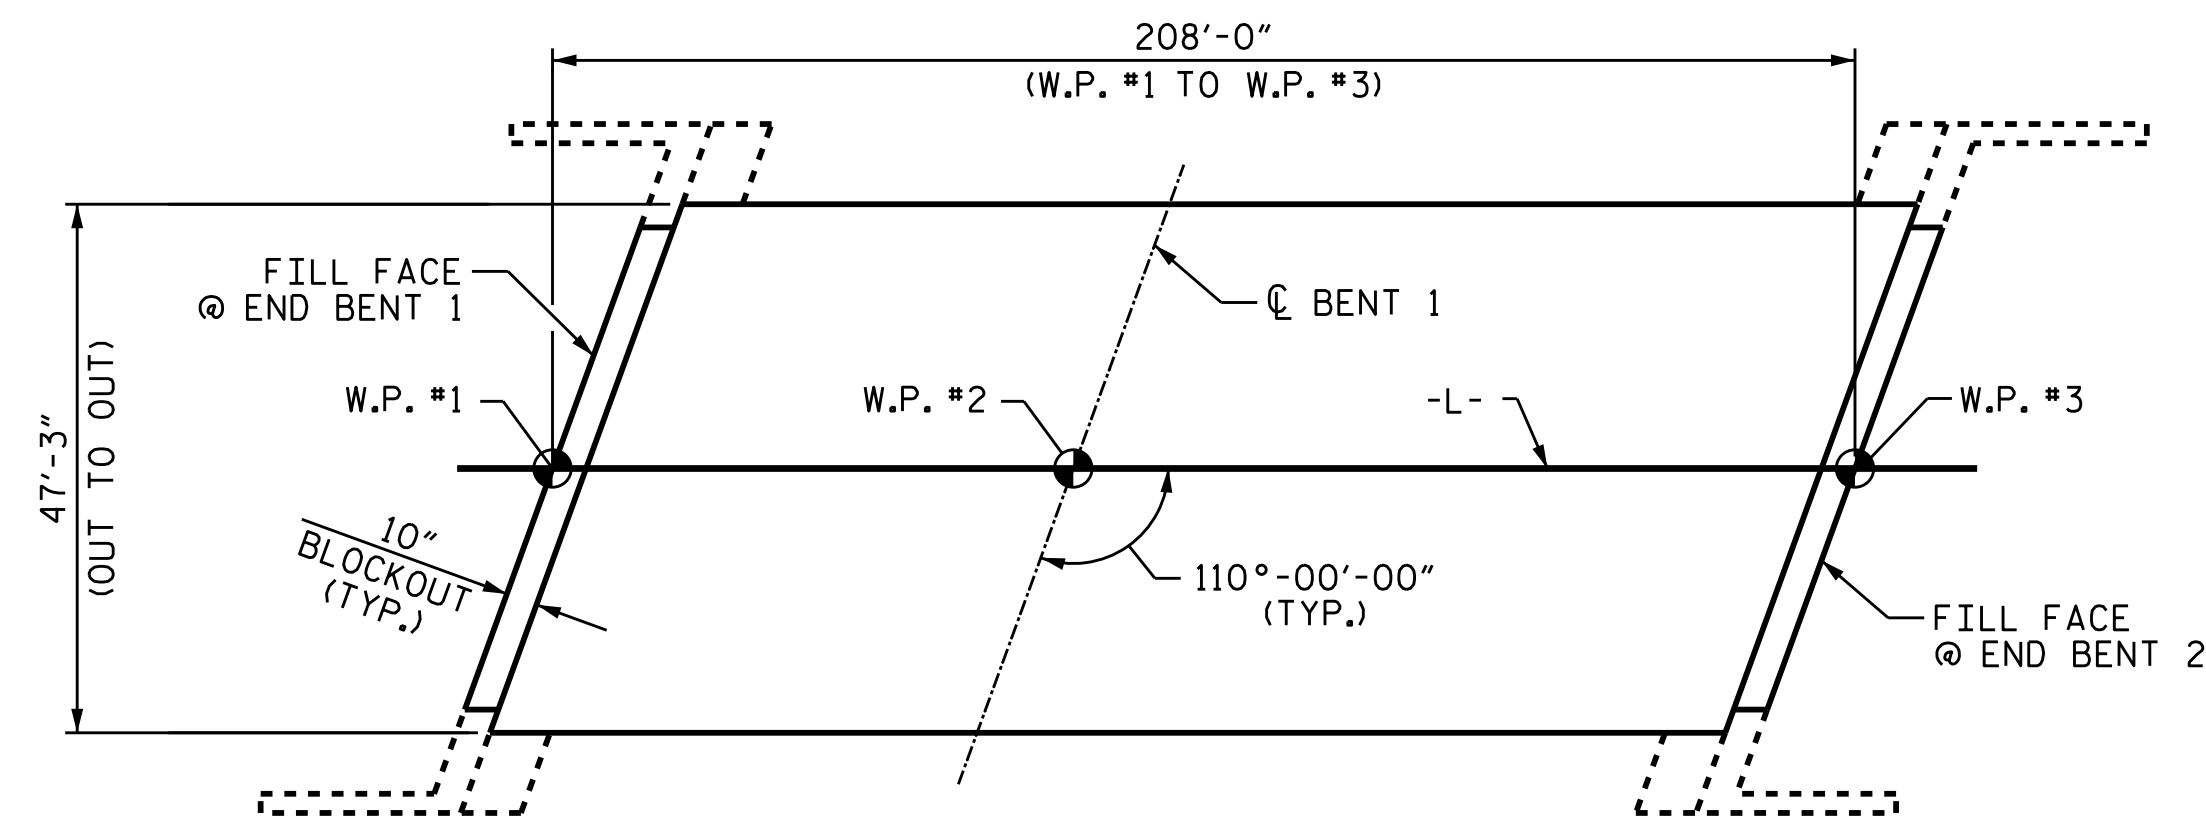 208'-0"
(W.P. #1 TO W.P. #3)
FILL FACE
@ END BENT 1
℄ BENT 1
47'-3"
(OUT TO OUT)
W.P. #1
W.P. #2
-L-
W.P. #3
10"
BLOCKOUT
(TYP.)
110°-00'-00"
(TYP.)
FILL FACE
@ END BENT 2